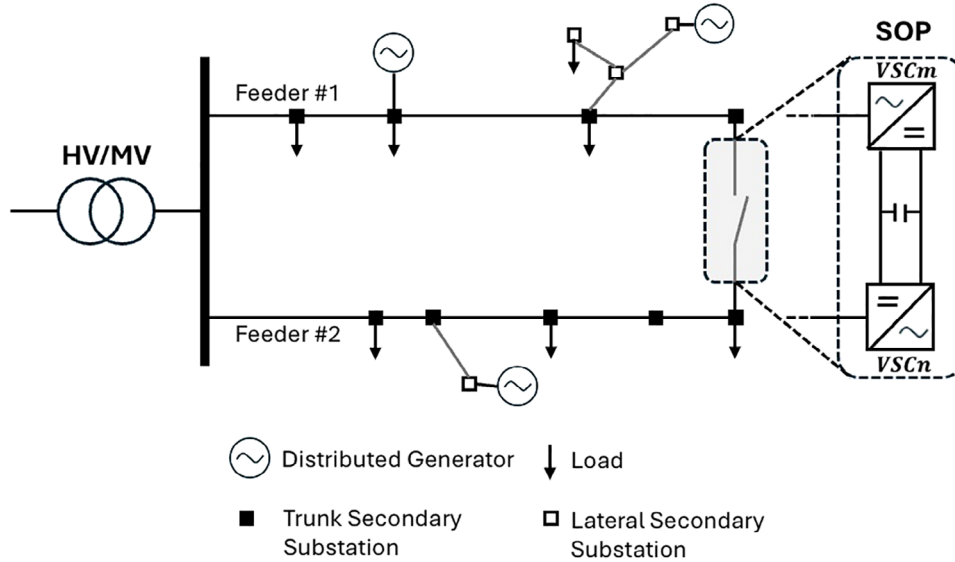 SOP
VSCm
Feeder #1
HV/MV
Feeder #2
VSCn
Distributed Generator
Load
Trunk Secondary
Substation
Lateral Secondary
Substation